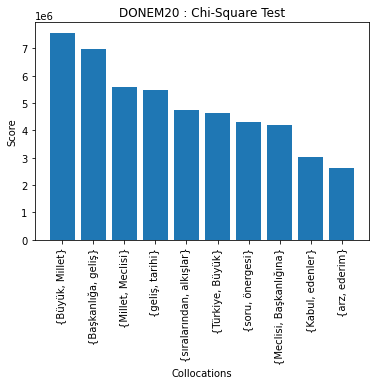 DONEM20 : Chi-Square Test
1e6
7
6
5
4
3
2
1
0
Score
{Büyük, Millet}
{Başkanlığa, geliş}
{Millet, Meclisi}
{geliş, tarihi}
{sıralarından, alkışlar}
{Türkiye, Büyük}
{soru, önergesi}
{Meclisi, Başkanlığına}
{Kabul, edenler}
{arz, ederim}
Collocations